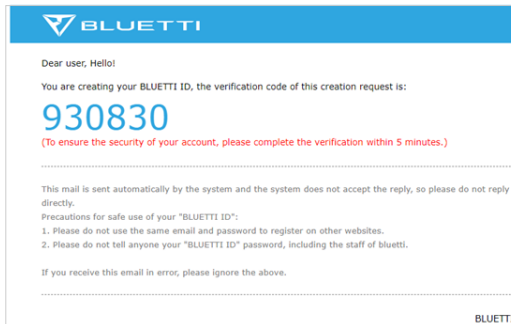 BLUETTI
Dear user, Hello!
You are creating your BLUETTI ID, the verification code of this creation request is:
930830
(To ensure the security of your account, please complete the verification within 5 minutes.)
This mail is sent automatically by the system and the system does not accept the reply, so please do not reply
directly.
Precautions for safe use of your "BLUETTI ID":
1. Please do not use the same email and password to register on other websites.
2. Please do not tell anyone your "BLUETTI ID" password, including the staff of bluetti.
If you receive this email in error, please ignore the above.
BLUETT